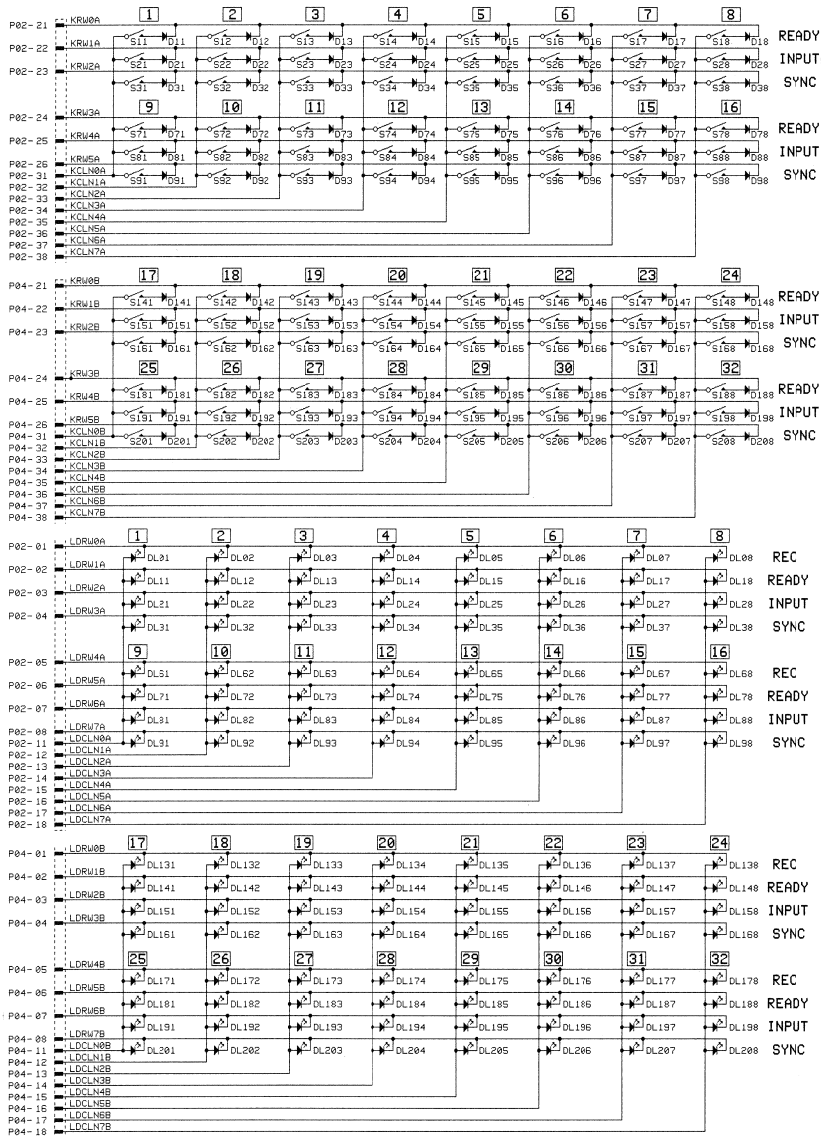 1 2 3 4 5 6 7 8
P02-21 KRW0A
S11 D11 S12 D12 S13 D13 S14 D14 S15 D15 S16 D16 S17 D17 S18 D18 READY
P02-22 KRW1A
S21 D21 S22 D22 S23 D23 S24 D24 S25 D25 S26 D26 S27 D27 S28 D28 INPUT
P02-23 KRW2A
S31 D31 S32 D32 S33 D33 S34 D34 S35 D35 S36 D36 S37 D37 S38 D38 SYNC
9 10 11 12 13 14 15 16
P02-24 KRW3A
S71 D71 S72 D72 S73 D73 S74 D74 S75 D75 S76 D76 S77 D77 S78 D78 READY
P02-25 KRW4A
S81 D81 S82 D82 S83 D83 S84 D84 S85 D85 S86 D86 S87 D87 S88 D88 INPUT
P02-26 KRW5A
S91 D91 S92 D92 S93 D93 S94 D94 S95 D95 S96 D96 S97 D97 S98 D98 SYNC
P02-31 KCLN0A
P02-32 KCLN1A
P02-33 KCLN2A
P02-34 KCLN3A
P02-35 KCLN4A
P02-36 KCLN5A
P02-37 KCLN6A
P02-38 KCLN7A
17 18 19 20 21 22 23 24
P04-21 KRW0B
S141 D141 S142 D142 S143 D143 S144 D144 S145 D145 S146 D146 S147 D147 S148 D148 READY
P04-22 KRW1B
S151 D151 S152 D152 S153 D153 S154 D154 S155 D155 S156 D156 S157 D157 S158 D158 INPUT
P04-23 KRW2B
S161 D161 S162 D162 S163 D163 S164 D164 S165 D165 S166 D166 S167 D167 S168 D168 SYNC
25 26 27 28 29 30 31 32
P04-24 KRW3B
S181 D181 S182 D182 S183 D183 S184 D184 S185 D185 S186 D186 S187 D187 S188 D188 READY
P04-25 KRW4B
S191 D191 S192 D192 S193 D193 S194 D194 S195 D195 S196 D196 S197 D197 S198 D198 INPUT
P04-26 KRW5B
S201 D201 S202 D202 S203 D203 S204 D204 S205 D205 S206 D206 S207 D207 S208 D208 SYNC
P04-31 KCLN0B
P04-32 KCLN1B
P04-33 KCLN2B
P04-34 KCLN3B
P04-35 KCLN4B
P04-36 KCLN5B
P04-37 KCLN6B
P04-38 KCLN7B
1 2 3 4 5 6 7 8
P02-01 LDRW0A
DL01 DL02 DL03 DL04 DL05 DL06 DL07 DL08 REC
P02-02 LDRW1A
DL11 DL12 DL13 DL14 DL15 DL16 DL17 DL18 READY
P02-03 LDRW2A
DL21 DL22 DL23 DL24 DL25 DL26 DL27 DL28 INPUT
P02-04 LDRW3A
DL31 DL32 DL33 DL34 DL35 DL36 DL37 DL38 SYNC
9 10 11 12 13 14 15 16
P02-05 LDRW4A
DL61 DL62 DL63 DL64 DL65 DL66 DL67 DL68 REC
P02-06 LDRW5A
DL71 DL72 DL73 DL74 DL75 DL76 DL77 DL78 READY
P02-07 LDRW6A
DL81 DL82 DL83 DL84 DL85 DL86 DL87 DL88 INPUT
P02-08 LDRW7A
DL91 DL92 DL93 DL94 DL95 DL96 DL97 DL98 SYNC
P02-11 LDCLN0A
P02-12 LDCLN1A
P02-13 LDCLN2A
P02-14 LDCLN3A
P02-15 LDCLN4A
P02-16 LDCLN5A
P02-17 LDCLN6A
P02-18 LDCLN7A
17 18 19 20 21 22 23 24
P04-01 LDRW0B
DL131 DL132 DL133 DL134 DL135 DL136 DL137 DL138 REC
P04-02 LDRW1B
DL141 DL142 DL143 DL144 DL145 DL146 DL147 DL148 READY
P04-03 LDRW2B
DL151 DL152 DL153 DL154 DL155 DL156 DL157 DL158 INPUT
P04-04 LDRW3B
DL161 DL162 DL163 DL164 DL165 DL166 DL167 DL168 SYNC
25 26 27 28 29 30 31 32
P04-05 LDRW4B
DL171 DL172 DL173 DL174 DL175 DL176 DL177 DL178 REC
P04-06 LDRW5B
DL181 DL182 DL183 DL184 DL185 DL186 DL187 DL188 READY
P04-07 LDRW6B
DL191 DL192 DL193 DL194 DL195 DL196 DL197 DL198 INPUT
P04-08 LDRW7B
DL201 DL202 DL203 DL204 DL205 DL206 DL207 DL208 SYNC
P04-11 LDCLN0B
P04-12 LDCLN1B
P04-13 LDCLN2B
P04-14 LDCLN3B
P04-15 LDCLN4B
P04-16 LDCLN5B
P04-17 LDCLN6B
P04-18 LDCLN7B